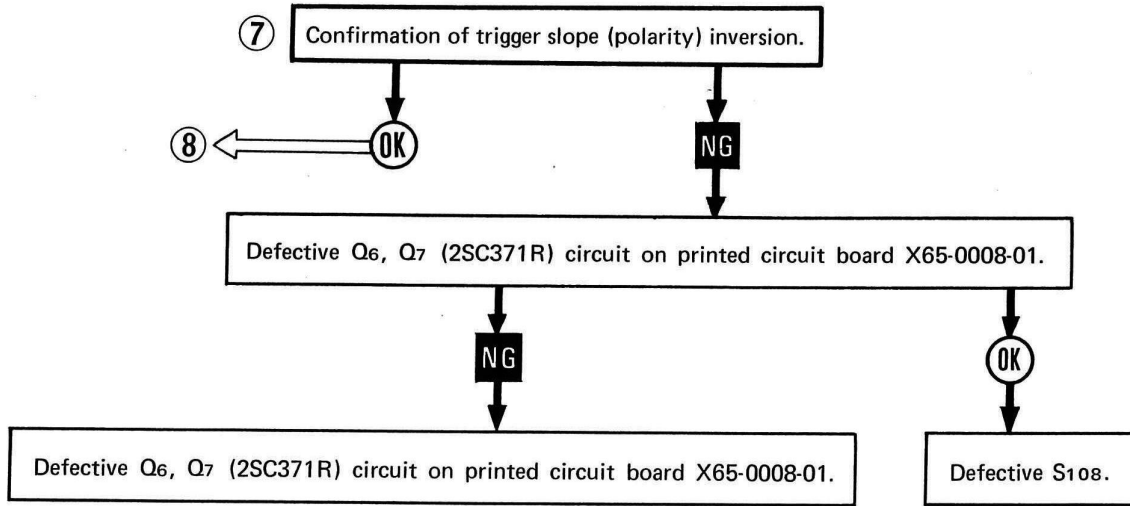 ⑦ Confirmation of trigger slope (polarity) inversion.
⑧ OK NG
Defective Q6, Q7 (2SC371R) circuit on printed circuit board X65-0008-01.
NG OK
Defective Q6, Q7 (2SC371R) circuit on printed circuit board X65-0008-01.
Defective S108.